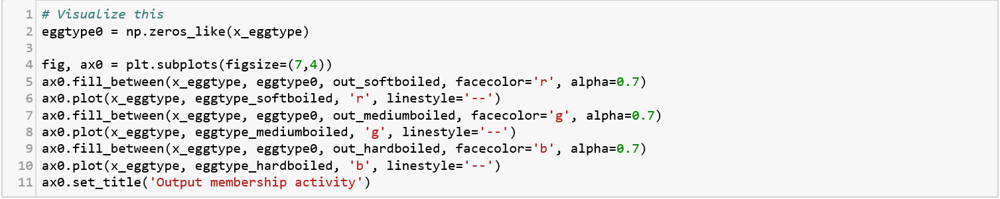 1 # Visualize this
2 eggtype0 = np.zeros_like(x_eggtype)
3
4 fig, ax0 = plt.subplots(figsize=(7,4))
5 ax0.fill_between(x_eggtype, eggtype0, out_softboiled, facecolor='r', alpha=0.7)
6 ax0.plot(x_eggtype, eggtype_softboiled, 'r', linestyle='--')
7 ax0.fill_between(x_eggtype, eggtype0, out_mediumboiled, facecolor='g', alpha=0.7)
8 ax0.plot(x_eggtype, eggtype_mediumboiled, 'g', linestyle='--')
9 ax0.fill_between(x_eggtype, eggtype0, out_hardboiled, facecolor='b', alpha=0.7)
10 ax0.plot(x_eggtype, eggtype_hardboiled, 'b', linestyle='--')
11 ax0.set_title('Output membership activity')